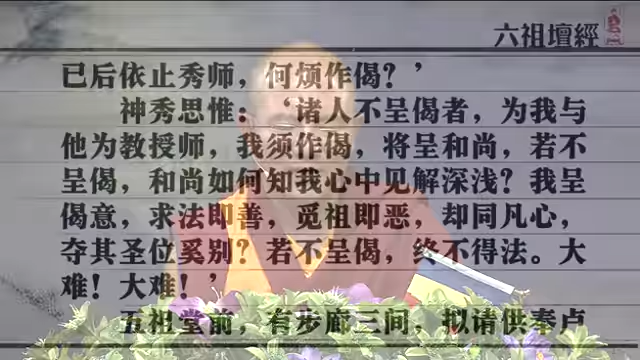 六祖壇經
已后依止秀师，何烦作偈？’
神秀思惟：‘诸人不呈偈者，为我与
他为教授师，我须作偈，将呈和尚，若不
呈偈，和尚如何知我心中见解深浅？我呈
偈意，求法即善，觅祖即恶，却同凡心，
夺其圣位奚别？若不呈偈，终不得法。大
难！大难！’
五祖堂前，有步廊三间，拟请供奉卢